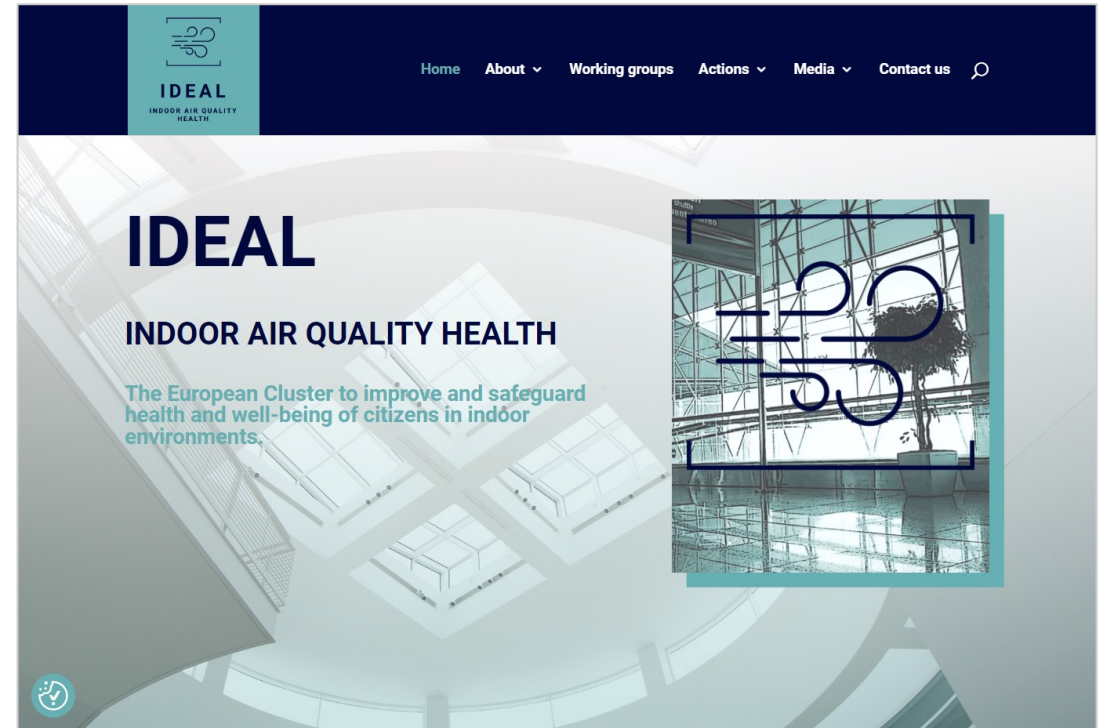 IDEAL
INDOOR AIR QUALITY
HEALTH
Home About Working groups Actions Media Contact us
IDEAL
INDOOR AIR QUALITY HEALTH
The European Cluster to improve and safeguard
health and well-being of citizens in indoor
environments.
shuttle